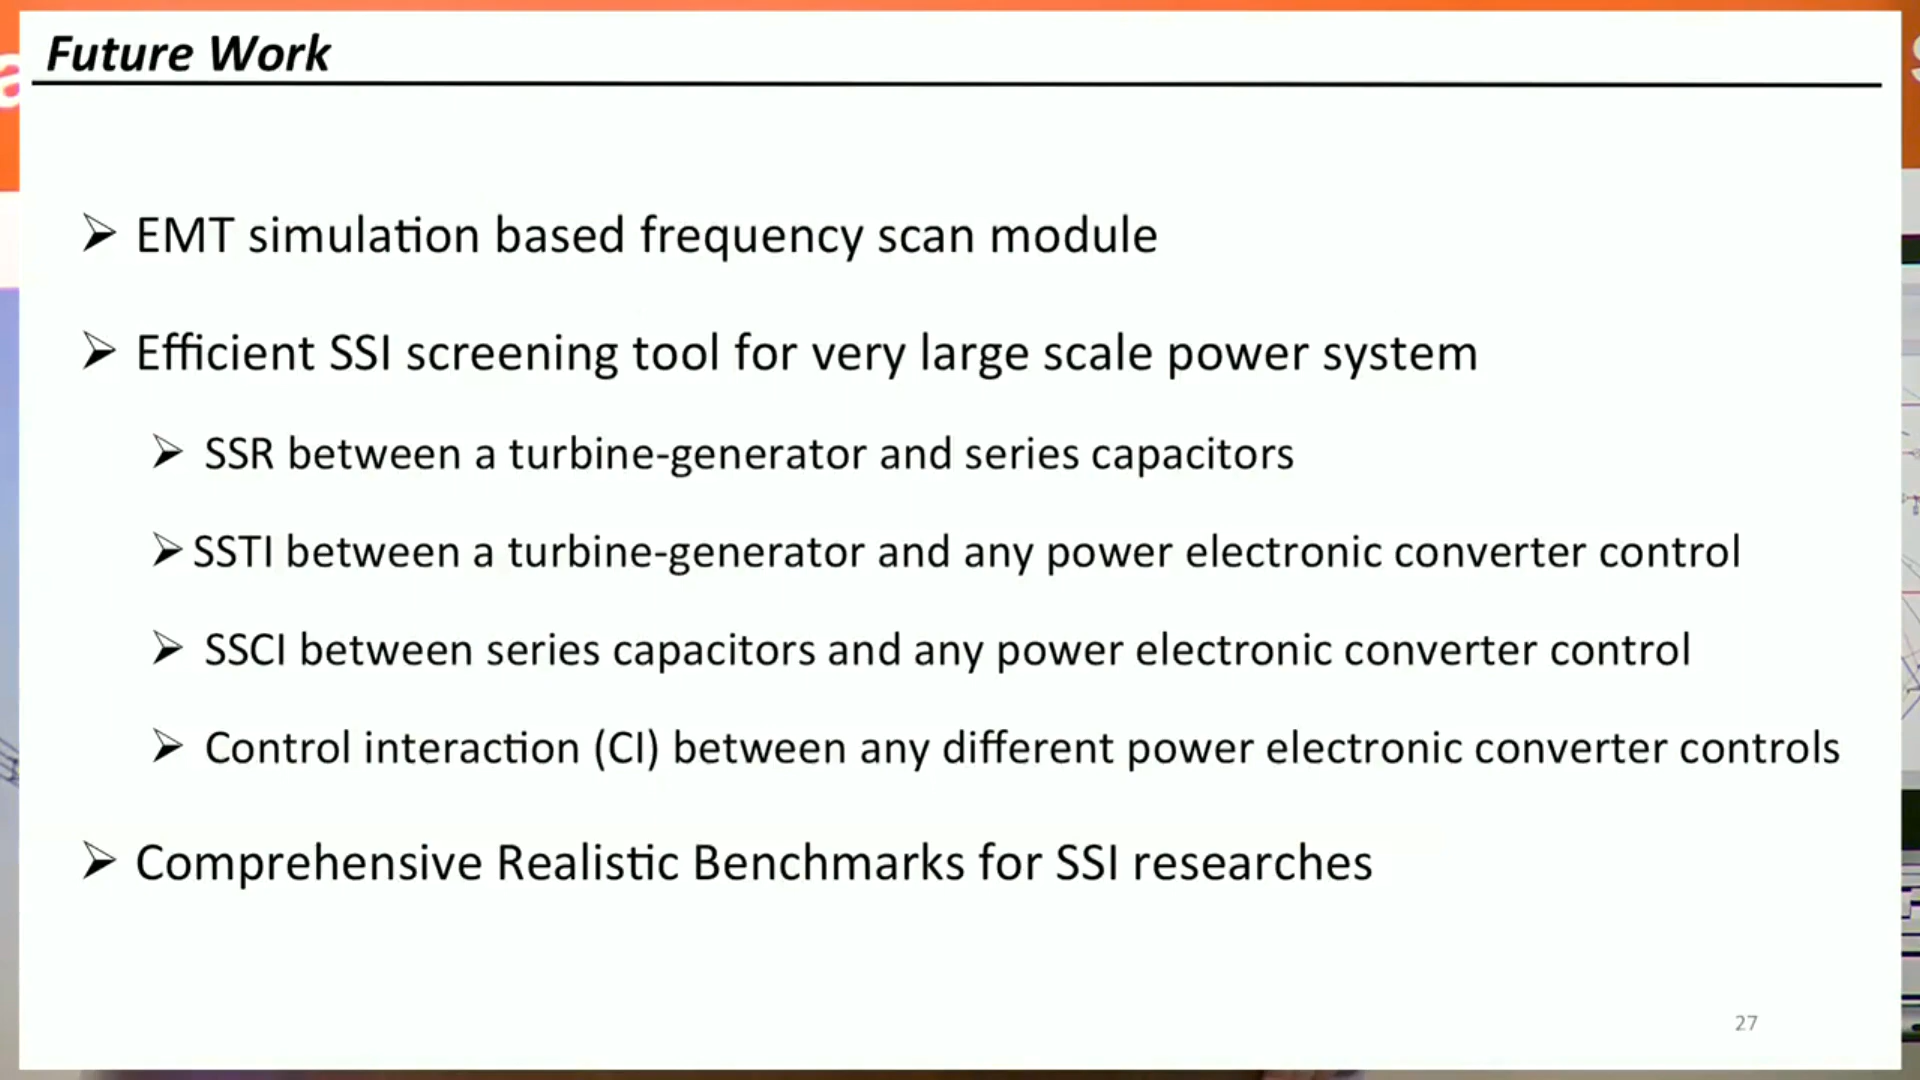 Future Work
EMT simulation based frequency scan module
Efficient SSI screening tool for very large scale power system
SSR between a turbine-generator and series capacitors
SSTI between a turbine-generator and any power electronic converter control
SSCI between series capacitors and any power electronic converter control
Control interaction (CI) between any different power electronic converter controls
Comprehensive Realistic Benchmarks for SSI researches
27